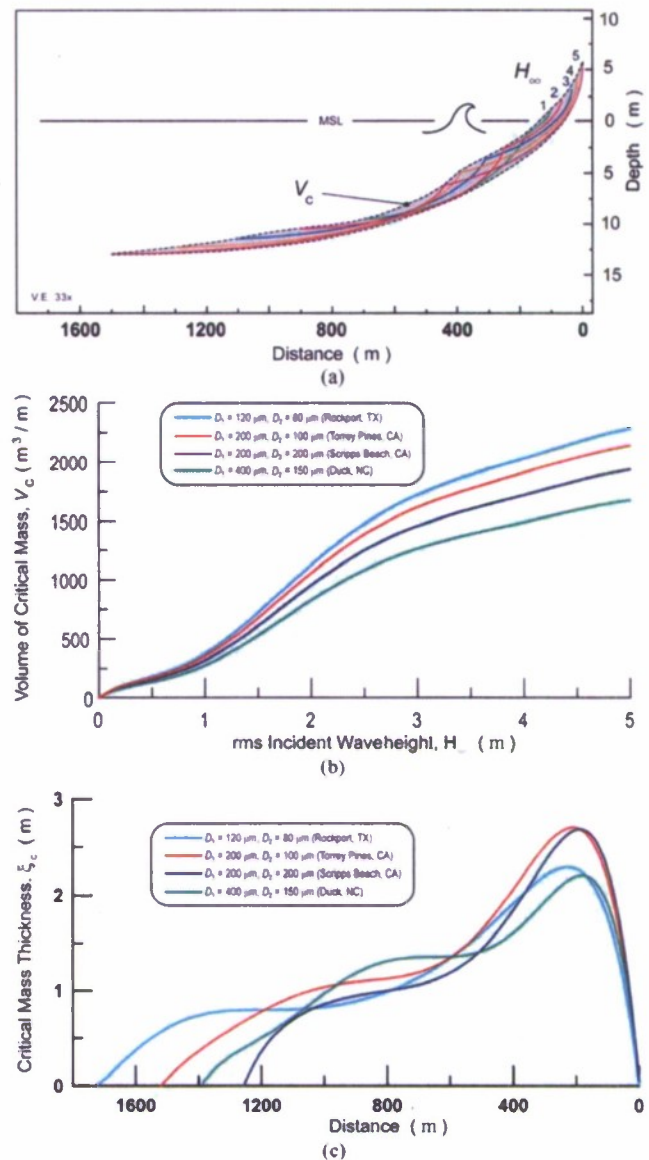 10
5
H∞
4
3
2
1
5
MSL
0
Depth ( m )
5
Vc
10
15
V.E. 33x
1600 1200 800 400 0
Distance ( m )
(a)
2500
D₁ = 120 μm, D₂ = 80 μm (Rockport, TX)
D₁ = 200 μm, D₂ = 100 μm (Torrey Pines, CA)
D₁ = 200 μm, D₂ = 200 μm (Scripps Beach, CA)
D₁ = 400 μm, D₂ = 150 μm (Duck, NC)
2000
1500
1000
500
0
Volume of Critical Mass, Vc ( m³ / m )
0 1 2 3 4 5
rms Incident Waveheight, H ( m )
(b)
3
D₁ = 120 μm, D₂ = 80 μm (Rockport, TX)
D₁ = 200 μm, D₂ = 100 μm (Torrey Pines, CA)
D₁ = 200 μm, D₂ = 200 μm (Scripps Beach, CA)
D₁ = 400 μm, D₂ = 150 μm (Duck, NC)
2
1
0
Critical Mass Thickness, ξc ( m )
1600 1200 800 400 0
Distance ( m )
(c)